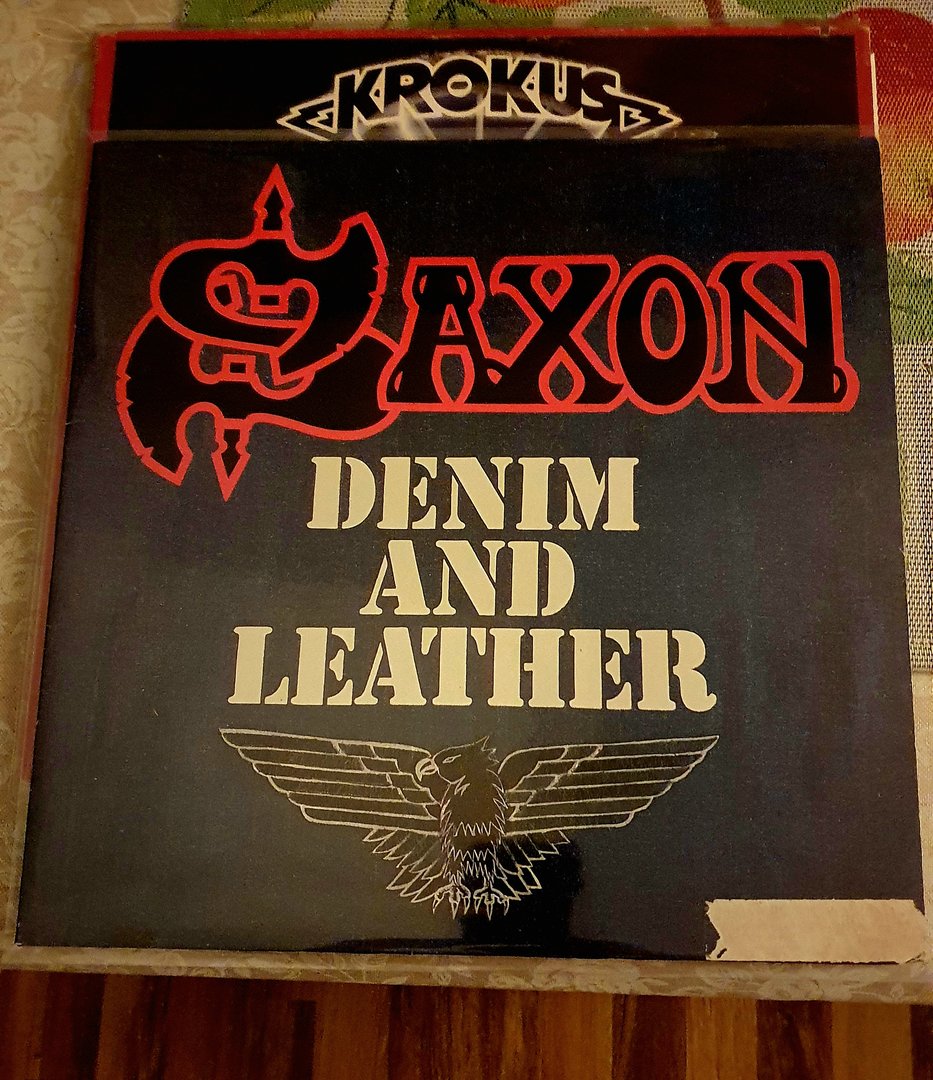 KROKUS
SAXON
DENIM
AND
LEATHER